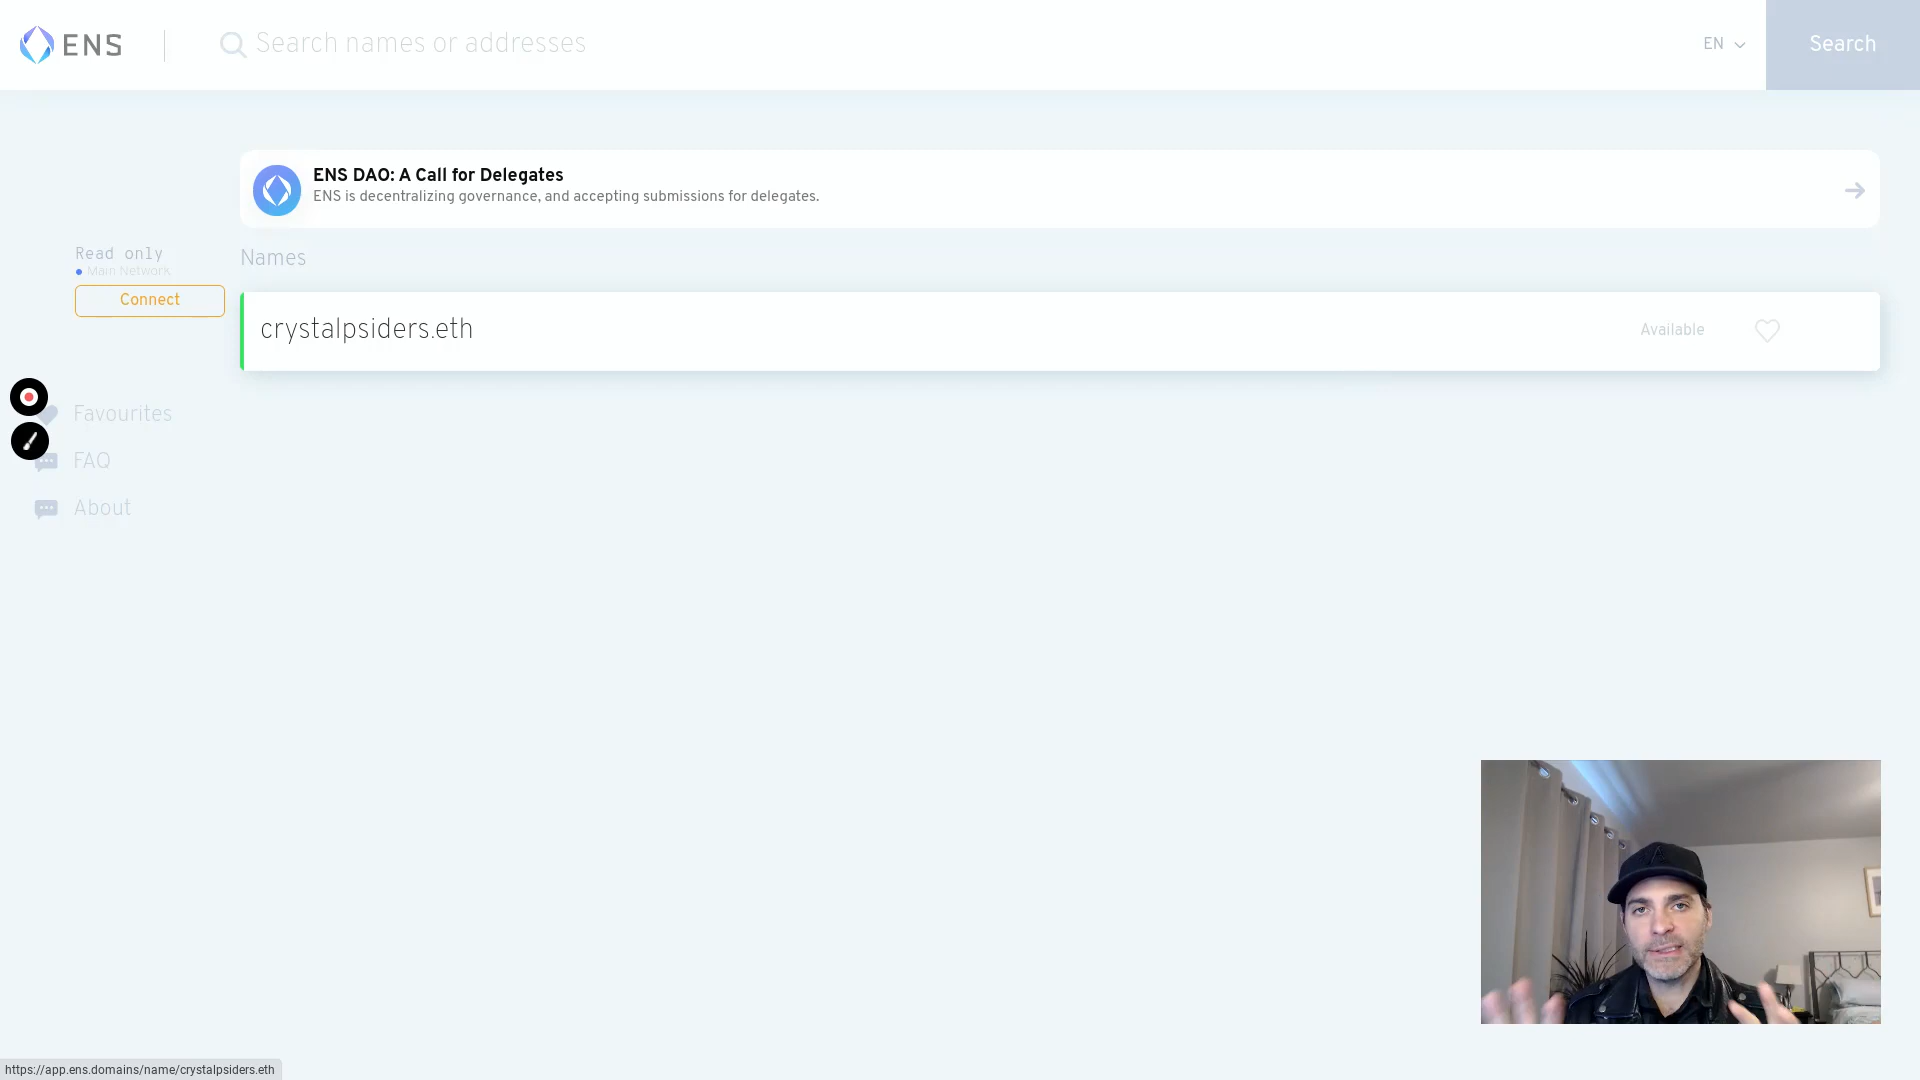 ENS
Search names or addresses
EN
Search
ENS DAO: A Call for Delegates
ENS is decentralizing governance, and accepting submissions for delegates.
Read only
Main Network
Connect
Names
crystalpsiders.eth
Available
Favourites
FAQ
About
https://app.ens.domains/name/crystalpsiders.eth